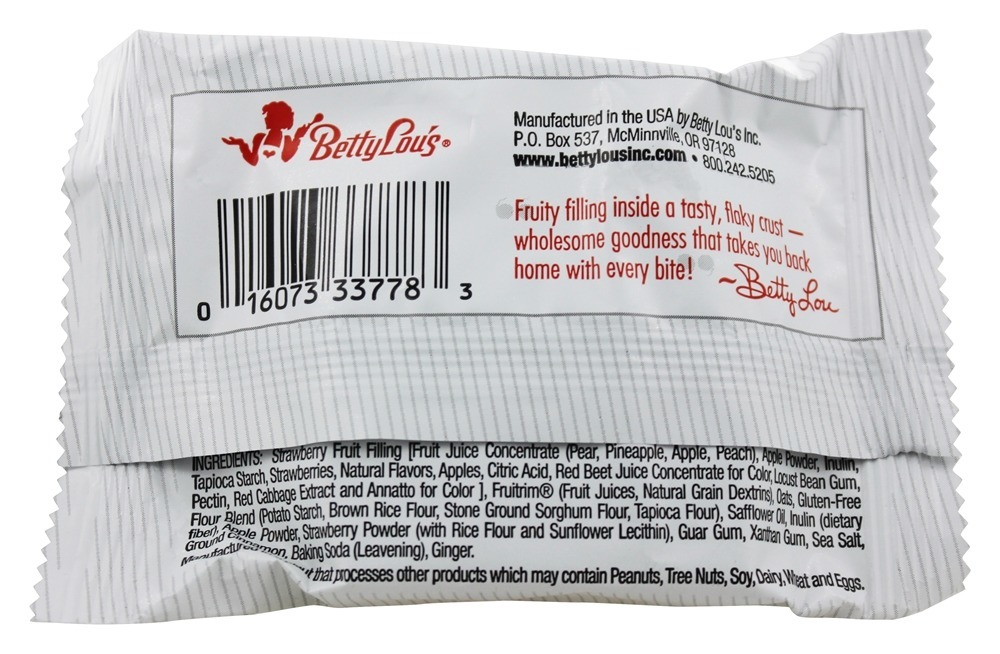 Betty Lou's®
0 16073 33778 3
Manufactured in the USA by Betty Lou's Inc.
P.O. Box 537, McMinnville, OR 97128
www.bettylousinc.com • 800.242.5205
Fruity filling inside a tasty, flaky crust —
wholesome goodness that takes you back
home with every bite!
~Betty Lou
INGREDIENTS: Strawberry Fruit Filling [Fruit Juice Concentrate (Pear, Pineapple, Apple, Peach), Apple Powder, Inulin,
Tapioca Starch, Strawberries, Natural Flavors, Apples, Citric Acid, Red Beet Juice Concentrate for Color, Locust Bean Gum,
Pectin, Red Cabbage Extract and Annatto for Color ], Fruitrim® (Fruit Juices, Natural Grain Dextrins), Oats, Gluten-Free
Flour Blend (Potato Starch, Brown Rice Flour, Stone Ground Sorghum Flour, Tapioca Flour), Safflower Oil, Inulin (dietary
fiber), Apple Powder, Strawberry Powder (with Rice Flour and Sunflower Lecithin), Guar Gum, Xanthan Gum, Sea Salt,
Ground Cinnamon, Baking Soda (Leavening), Ginger.
that processes other products which may contain Peanuts, Tree Nuts, Soy, Dairy, Wheat and Eggs.